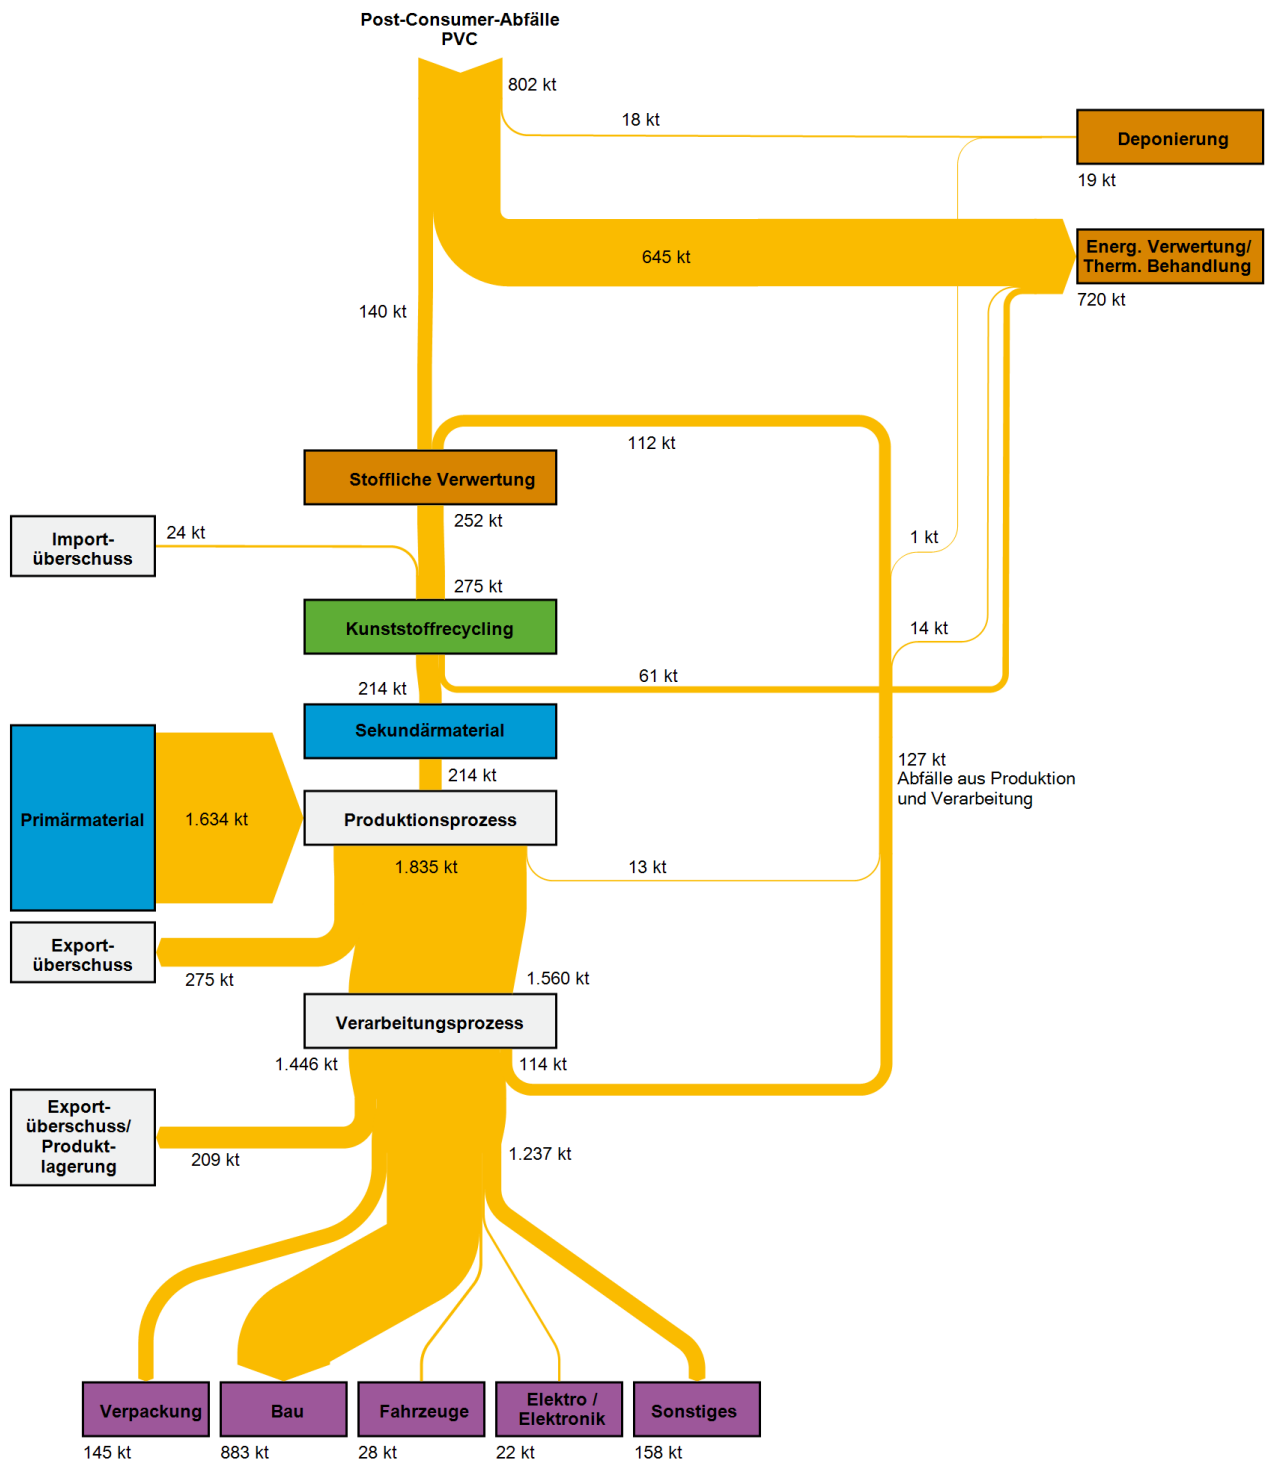 Post-Consumer-Abfälle
PVC
802 kt
18 kt
Deponierung
19 kt
645 kt
Energ. Verwertung/
Therm. Behandlung
720 kt
140 kt
112 kt
Stoffliche Verwertung
252 kt
Import-
überschuss
24 kt
1 kt
275 kt
Kunststoffrecycling
14 kt
61 kt
214 kt
Sekundärmaterial
214 kt
127 kt
Abfälle aus Produktion
und Verarbeitung
Primärmaterial
1.634 kt
Produktionsprozess
1.835 kt
13 kt
Export-
überschuss
275 kt
1.560 kt
Verarbeitungsprozess
1.446 kt
114 kt
Export-
überschuss/
Produkt-
lagerung
209 kt
1.237 kt
Verpackung
145 kt
Bau
883 kt
Fahrzeuge
28 kt
Elektro /
Elektronik
22 kt
Sonstiges
158 kt